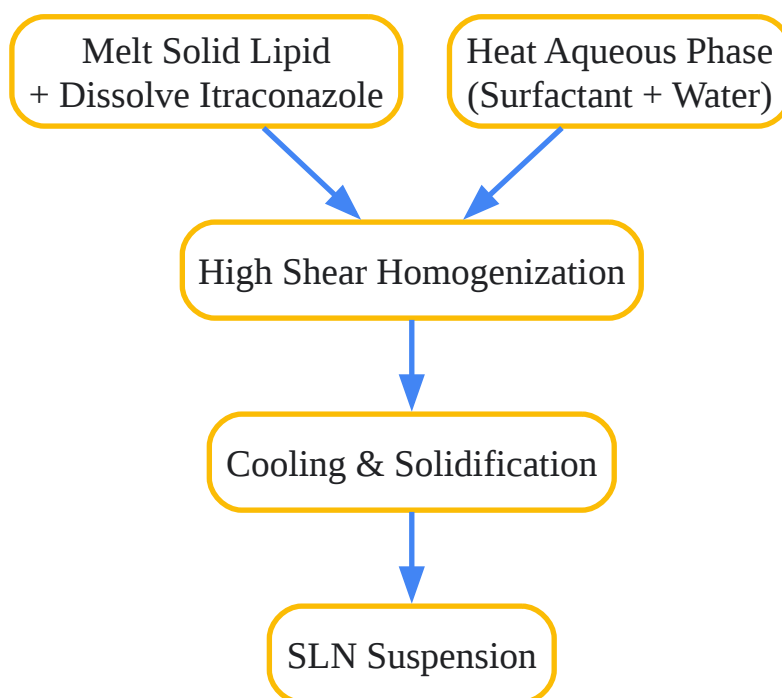 Melt Solid Lipid
+ Dissolve Itraconazole
Heat Aqueous Phase
(Surfactant + Water)
High Shear Homogenization
Cooling & Solidification
SLN Suspension